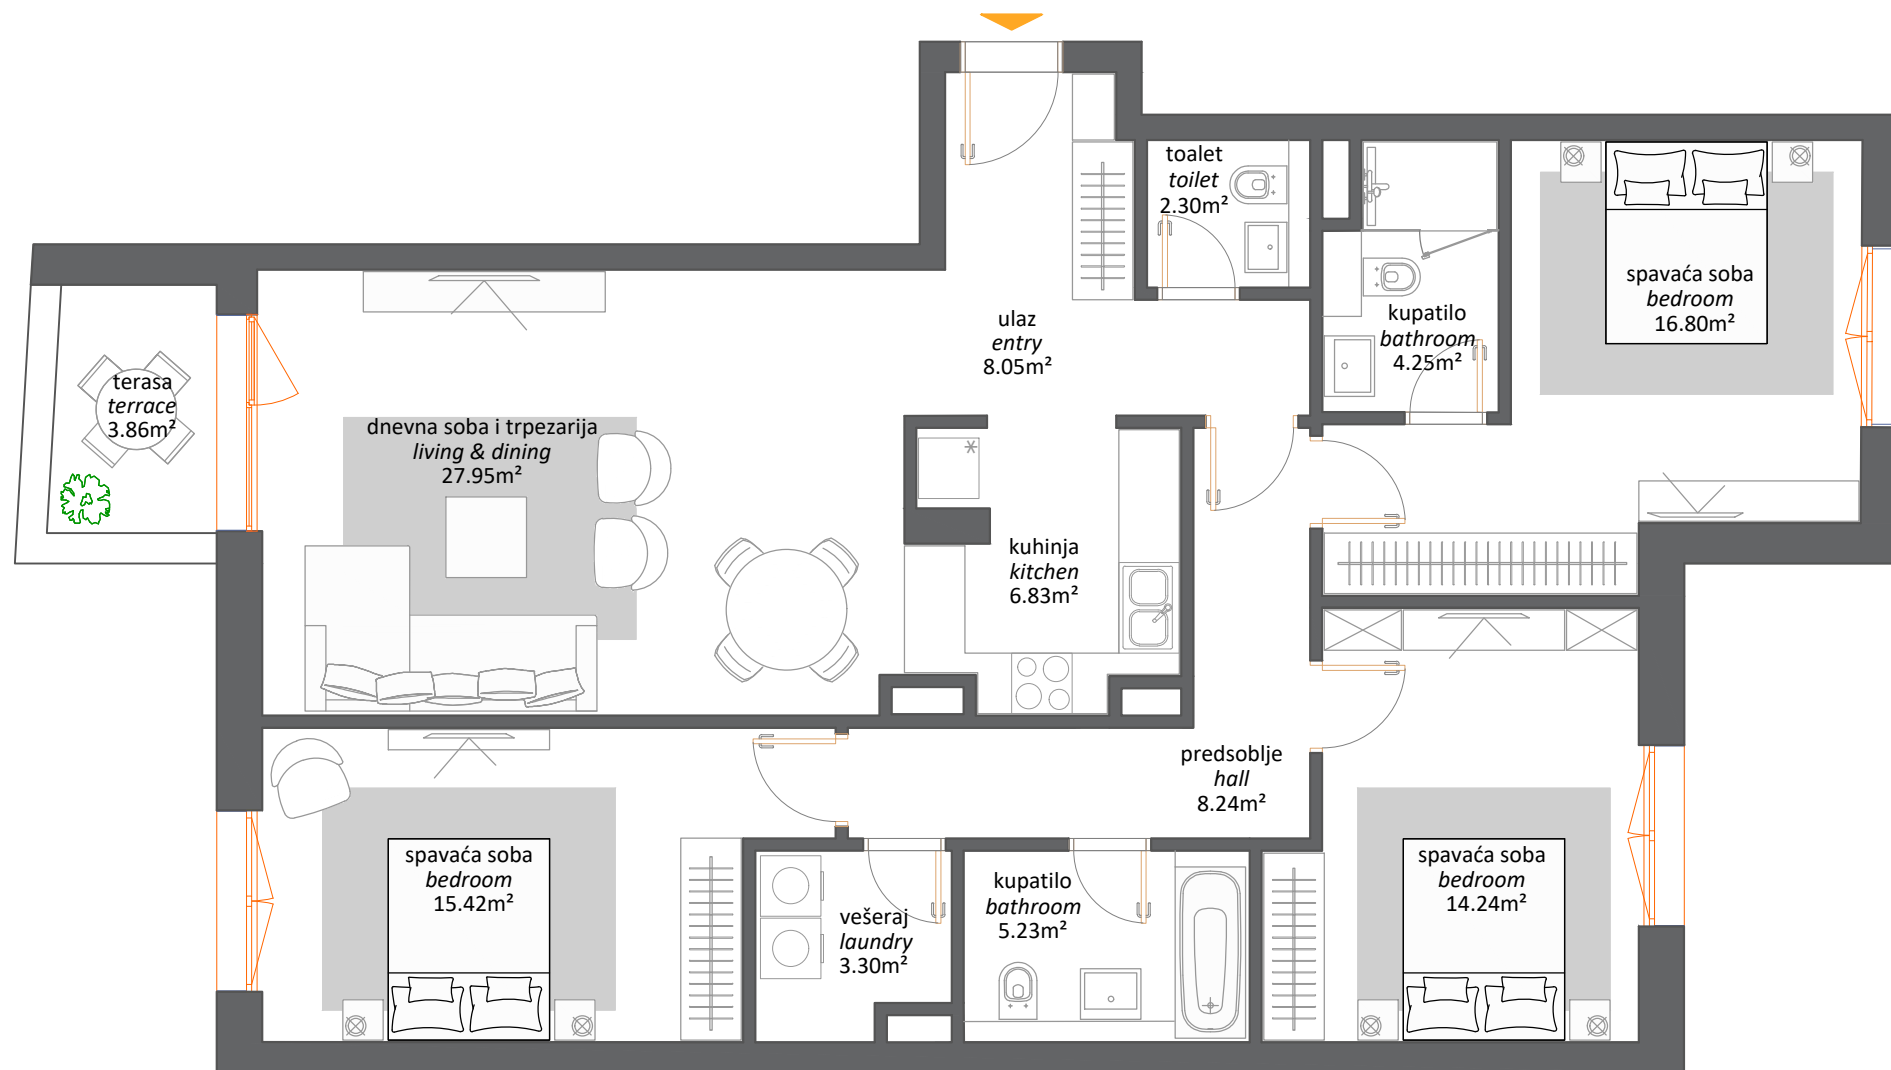 toalet
toilet
2.30m²
spavaća soba
bedroom
16.80m²
ulaz
entry
8.05m²
kupatilo
bathroom
4.25m²
terasa
terrace
3.86m²
dnevna soba i trpezarija
living & dining
27.95m²
kuhinja
kitchen
6.83m²
predsoblje
hall
8.24m²
spavaća soba
bedroom
15.42m²
vešeraj
laundry
3.30m²
kupatilo
bathroom
5.23m²
spavaća soba
bedroom
14.24m²